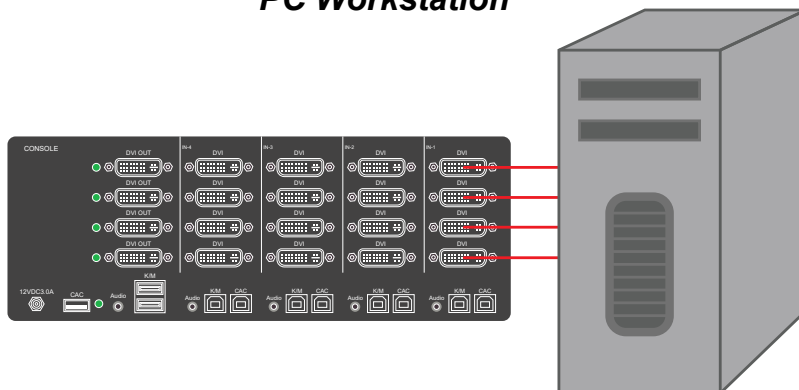 PC Workstation
CONSOLE
IN-4 IN-3 IN-2 IN-1
DVI OUT DVI DVI DVI DVI
DVI OUT DVI DVI DVI DVI
DVI OUT DVI DVI DVI DVI
DVI OUT DVI DVI DVI DVI
K/M
12VDC3.0A CAC Audio
Audio K/M CAC Audio K/M CAC Audio K/M CAC Audio K/M CAC